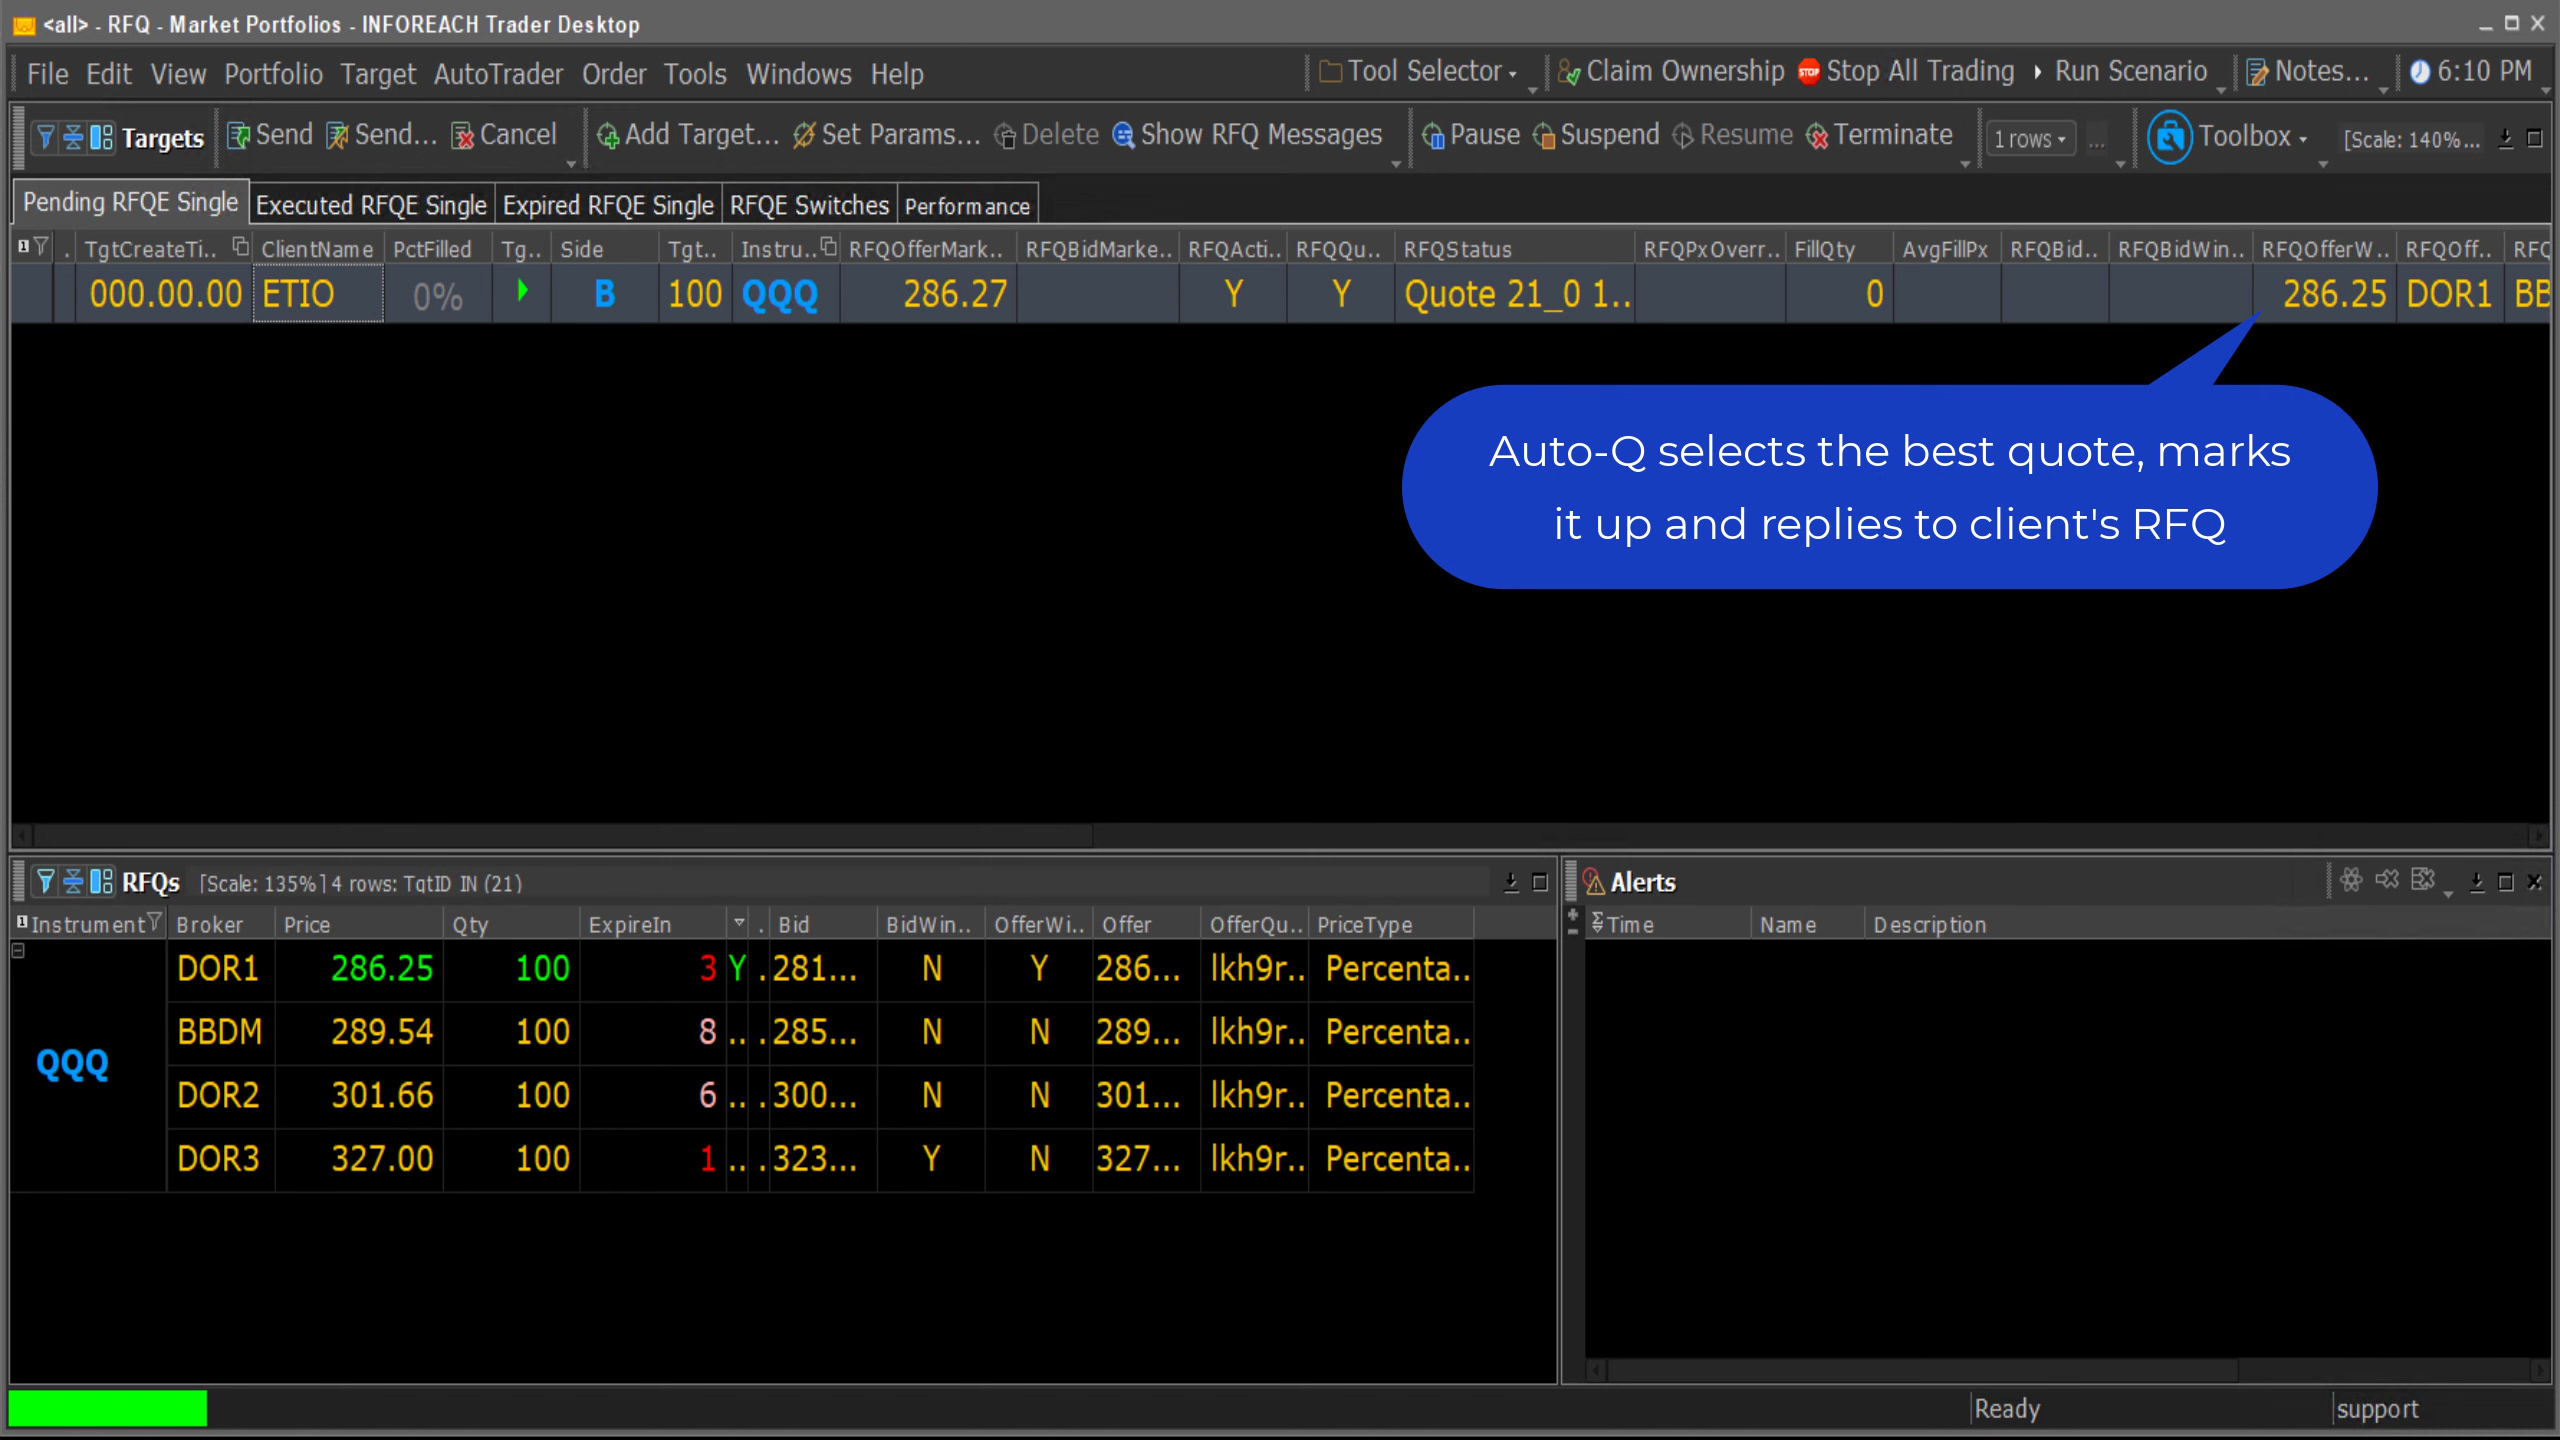 <all> - RFQ - Market Portfolios - INFOREACH Trader Desktop
File Edit View Portfolio Target AutoTrader Order Tools Windows Help Tool Selector Claim Ownership STOP Stop All Trading Run Scenario Notes... 6:10 PM
Targets Send Send... Cancel Add Target... Set Params... Delete Show RFQ Messages Pause Suspend Resume Terminate 1 rows ... Toolbox [Scale: 140%...
Pending RFQE Single Executed RFQE Single Expired RFQE Single RFQE Switches Performance
1 . TgtCreateTi.. ClientName PctFilled Tg.. Side Tgt.. Instru.. RFQOfferMark.. RFQBidMarke.. RFQActi.. RFQQu.. RFQStatus RFQPxOverr.. FillQty AvgFillPx RFQBid.. RFQBidWin.. RFQOfferW.. RFQOff.. RFQ
000.00.00 ETIO 0% B 100 QQQ 286.27 Y Y Quote 21_0 1.. 0 286.25 DOR1 BB
Auto-Q selects the best quote, marks
it up and replies to client's RFQ
RFQs [Scale: 135%] 4 rows: TgtID IN (21)
1 Instrument Broker Price Qty ExpireIn . Bid BidWin.. OfferWi.. Offer OfferQu.. PriceType
DOR1 286.25 100 3 Y . 281... N Y 286... lkh9r.. Percenta..
BBDM 289.54 100 8 .. . 285... N N 289... lkh9r.. Percenta..
QQQ
DOR2 301.66 100 6 .. . 300... N N 301... lkh9r.. Percenta..
DOR3 327.00 100 1 .. . 323... Y N 327... lkh9r.. Percenta..
Alerts
Time Name Description
Ready support